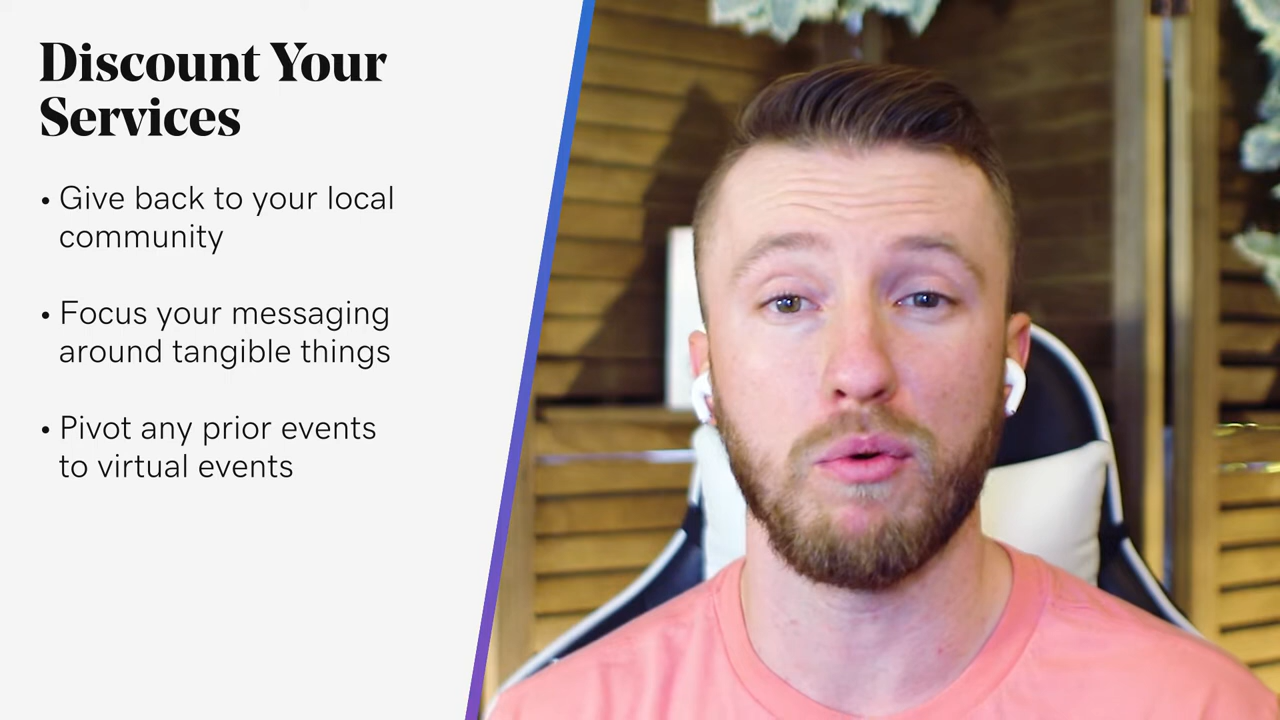 Discount Your
Services
• Give back to your local
community
• Focus your messaging
around tangible things
• Pivot any prior events
to virtual events